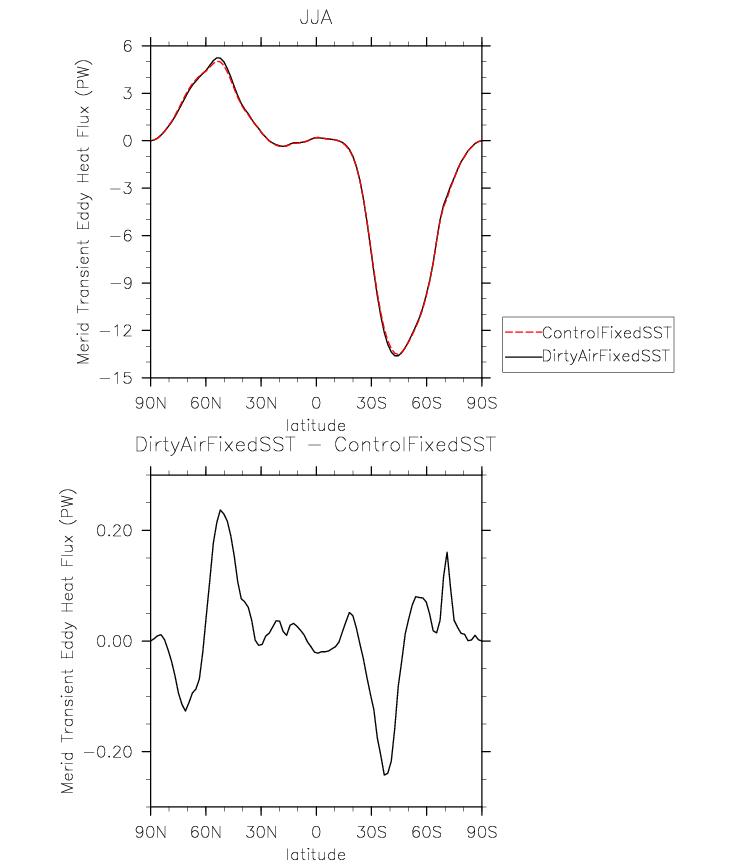 JJA
Merid Transient Eddy Heat Flux (PW)
6
3
0
−3
−6
−9
−12
−15
90N 60N 30N 0 30S 60S 90S
latitude
ControlFixedSST
DirtyAirFixedSST
DirtyAirFixedSST − ControlFixedSST
Merid Transient Eddy Heat Flux (PW)
0.20
0.00
−0.20
90N 60N 30N 0 30S 60S 90S
latitude